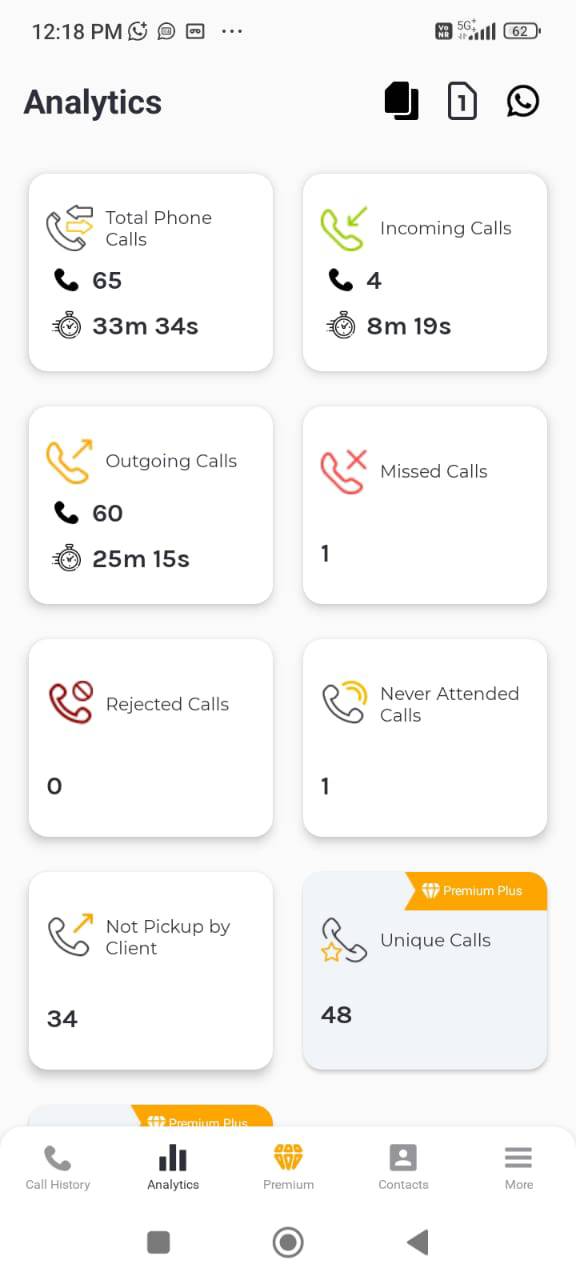 12:18 PM
Vo NR 5G+ 62
Analytics
1
Total Phone
Calls
65
33m 34s
Incoming Calls
4
8m 19s
Outgoing Calls
60
25m 15s
Missed Calls
1
Rejected Calls
0
Never Attended
Calls
1
Not Pickup by
Client
34
Premium Plus
Unique Calls
48
Premium Plus
Call History
Analytics
Premium
Contacts
More